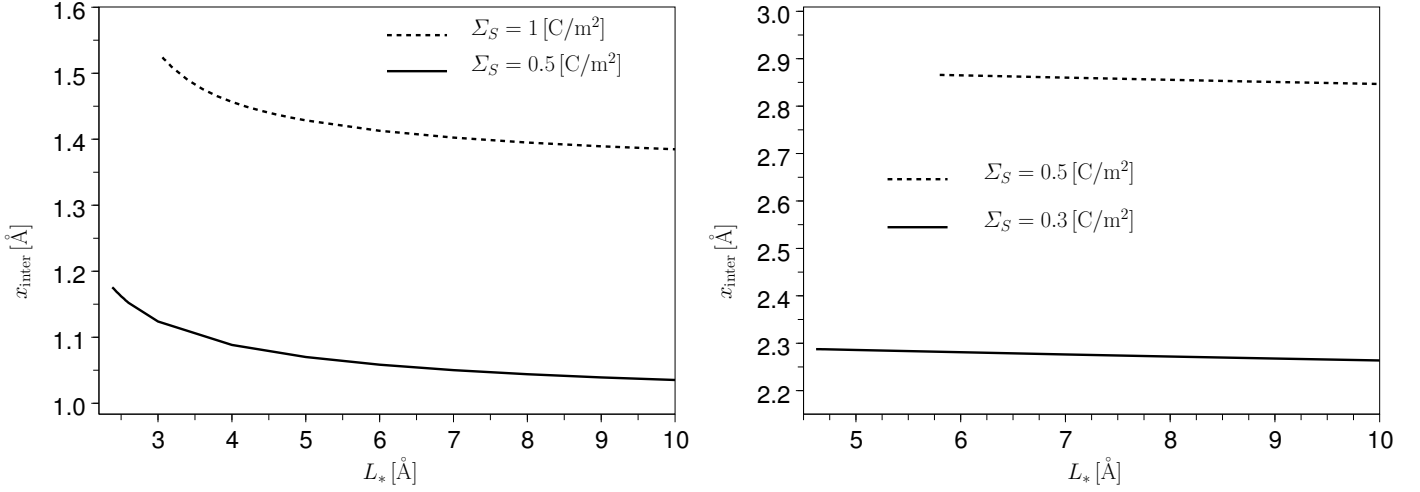 1.6
1.5
1.4
1.3
1.2
1.1
1.0
x_inter [Å]
3 4 5 6 7 8 9 10
L_* [Å]
Σ_S = 1 [C/m²]
Σ_S = 0.5 [C/m²]
3.0
2.9
2.8
2.7
2.6
2.5
2.4
2.3
2.2
x_inter [Å]
5 6 7 8 9 10
L_* [Å]
Σ_S = 0.5 [C/m²]
Σ_S = 0.3 [C/m²]